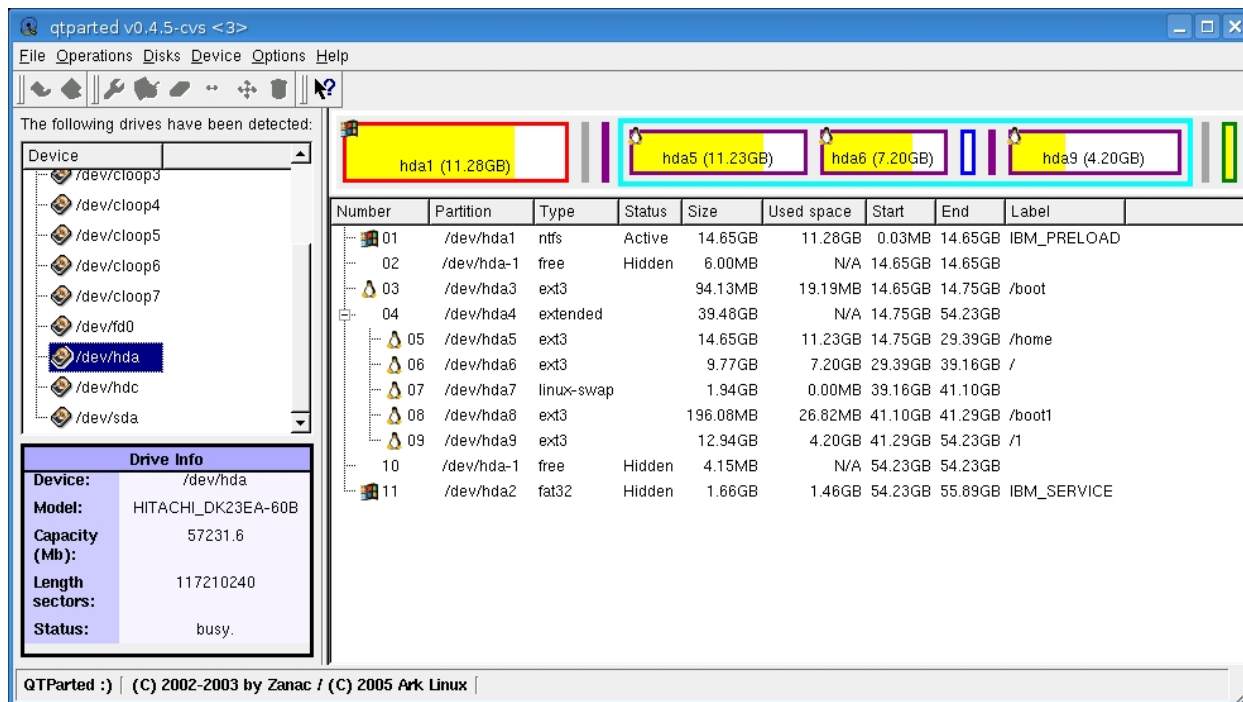 qtparted v0.4.5-cvs <3>
File Operations Disks Device Options Help
The following drives have been detected:
Device
/dev/cloop3
/dev/cloop4
/dev/cloop5
/dev/cloop6
/dev/cloop7
/dev/fd0
/dev/hda
/dev/hdc
/dev/sda
Drive Info
Device: /dev/hda
Model: HITACHI_DK23EA-60B
Capacity (Mb): 57231.6
Length sectors: 117210240
Status: busy.
hda1 (11.28GB) hda5 (11.23GB) hda6 (7.20GB) hda9 (4.20GB)
Number Partition Type Status Size Used space Start End Label
01 /dev/hda1 ntfs Active 14.65GB 11.28GB 0.03MB 14.65GB IBM_PRELOAD
02 /dev/hda-1 free Hidden 6.00MB N/A 14.65GB 14.65GB
03 /dev/hda3 ext3 94.13MB 19.19MB 14.65GB 14.75GB /boot
04 /dev/hda4 extended 39.48GB N/A 14.75GB 54.23GB
05 /dev/hda5 ext3 14.65GB 11.23GB 14.75GB 29.39GB /home
06 /dev/hda6 ext3 9.77GB 7.20GB 29.39GB 39.16GB /
07 /dev/hda7 linux-swap 1.94GB 0.00MB 39.16GB 41.10GB
08 /dev/hda8 ext3 196.08MB 26.82MB 41.10GB 41.29GB /boot1
09 /dev/hda9 ext3 12.94GB 4.20GB 41.29GB 54.23GB /1
10 /dev/hda-1 free Hidden 4.15MB N/A 54.23GB 54.23GB
11 /dev/hda2 fat32 Hidden 1.66GB 1.46GB 54.23GB 55.89GB IBM_SERVICE
QTParted :) (C) 2002-2003 by Zanac / (C) 2005 Ark Linux